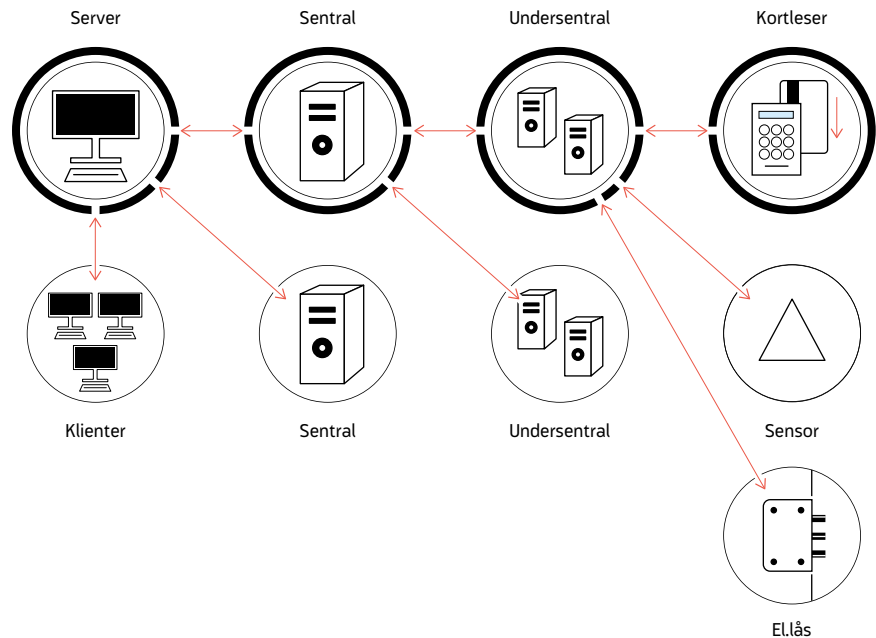 Server
Sentral
Undersentral
Kortleser
Klienter
Sentral
Undersentral
Sensor
El.lås